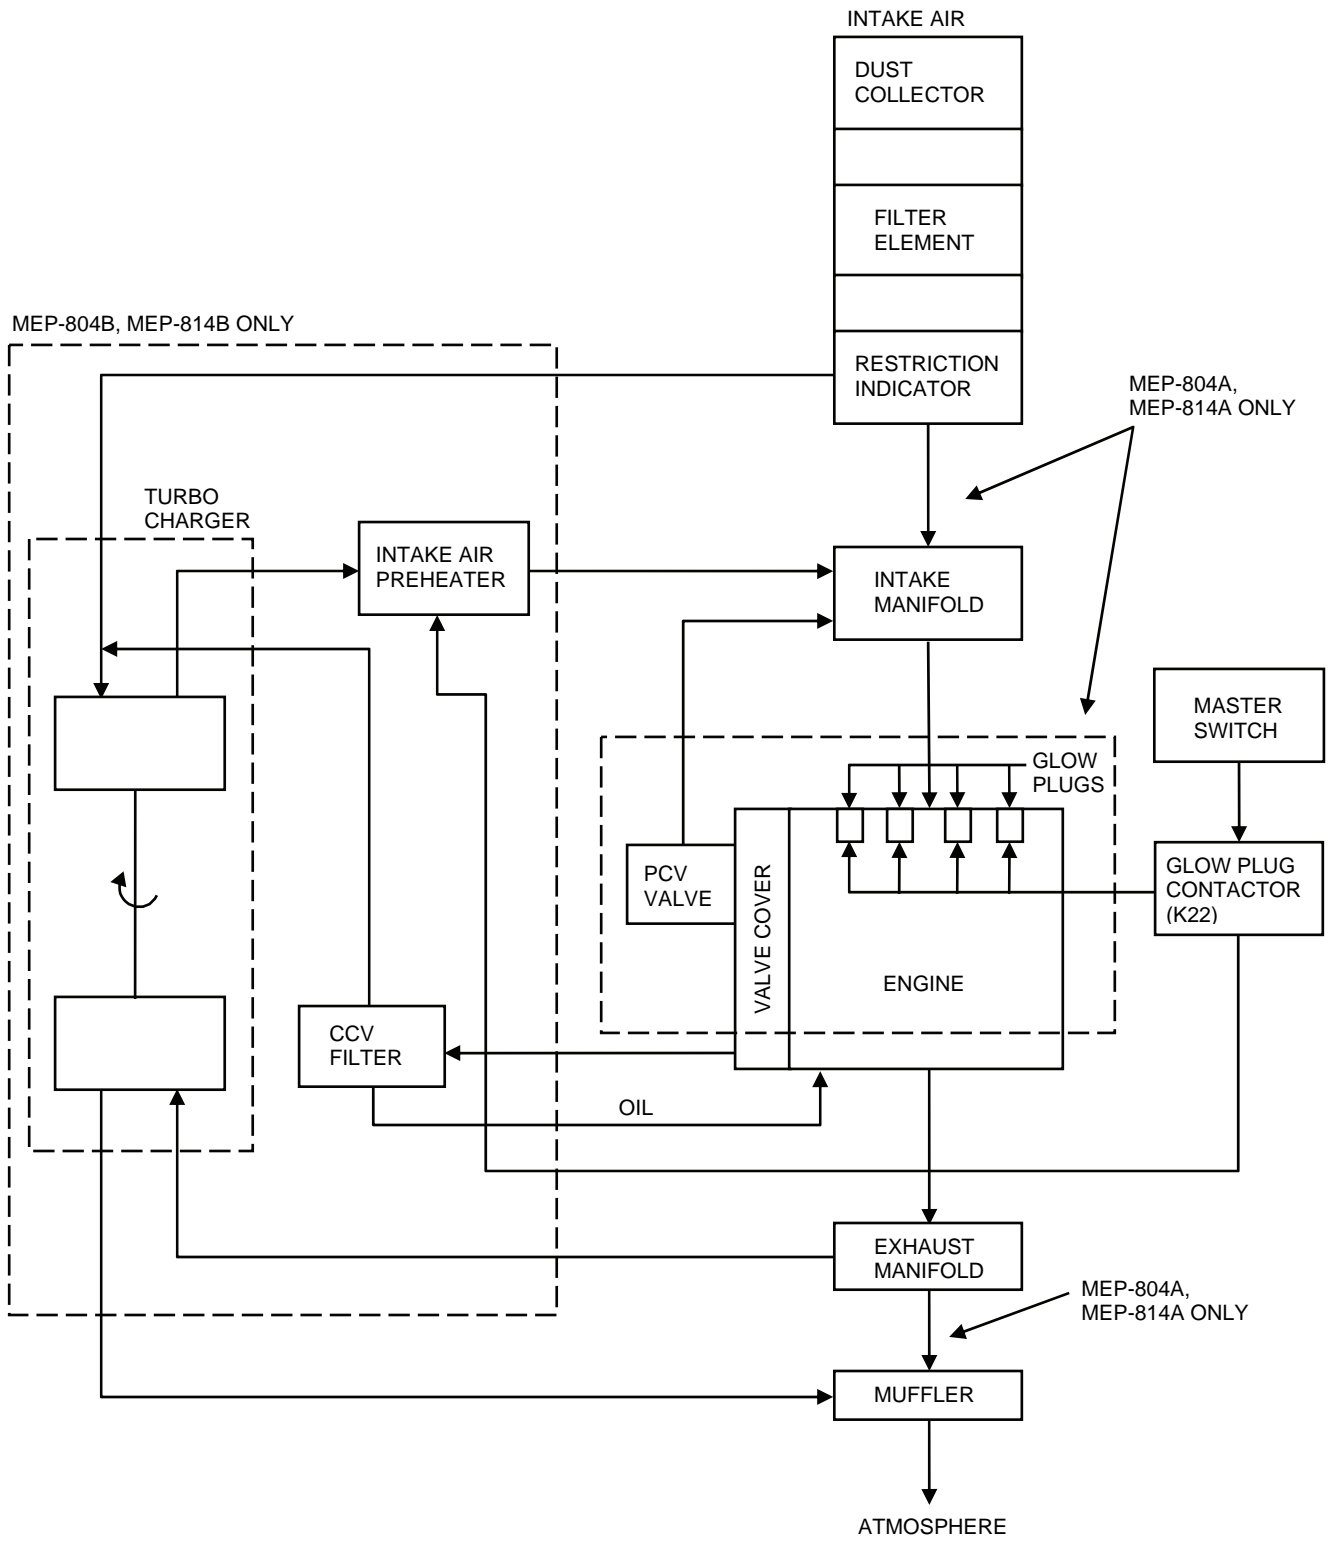 INTAKE AIR
DUST
COLLECTOR
FILTER
ELEMENT
MEP-804B, MEP-814B ONLY
RESTRICTION
INDICATOR
MEP-804A,
MEP-814A ONLY
TURBO
CHARGER
INTAKE AIR
PREHEATER
INTAKE
MANIFOLD
MASTER
SWITCH
GLOW
PLUGS
PCV
VALVE
VALVE COVER
GLOW PLUG
CONTACTOR
(K22)
ENGINE
CCV
FILTER
OIL
EXHAUST
MANIFOLD
MEP-804A,
MEP-814A ONLY
MUFFLER
ATMOSPHERE